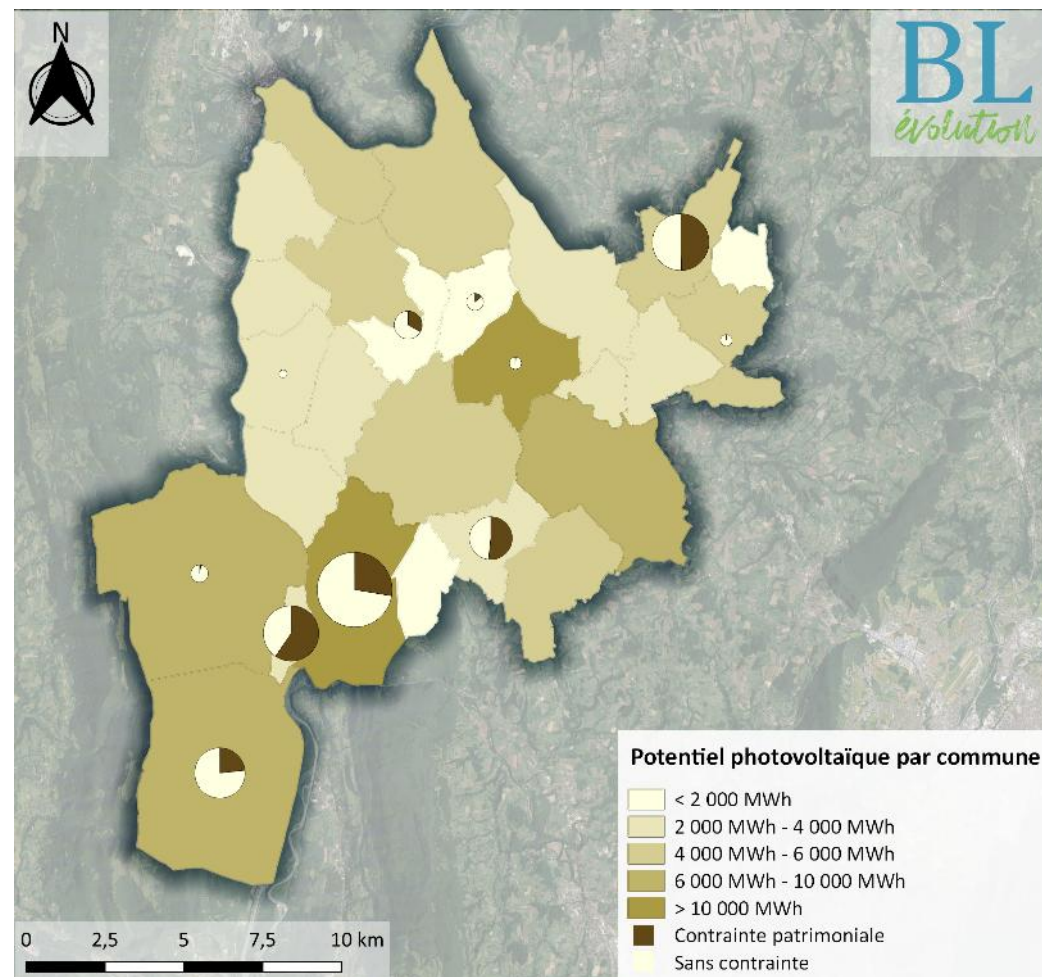 N
BL
évolution
Potentiel photovoltaïque par commune
< 2 000 MWh
2 000 MWh - 4 000 MWh
4 000 MWh - 6 000 MWh
6 000 MWh - 10 000 MWh
> 10 000 MWh
Contrainte patrimoniale
Sans contrainte
0 2,5 5 7,5 10 km